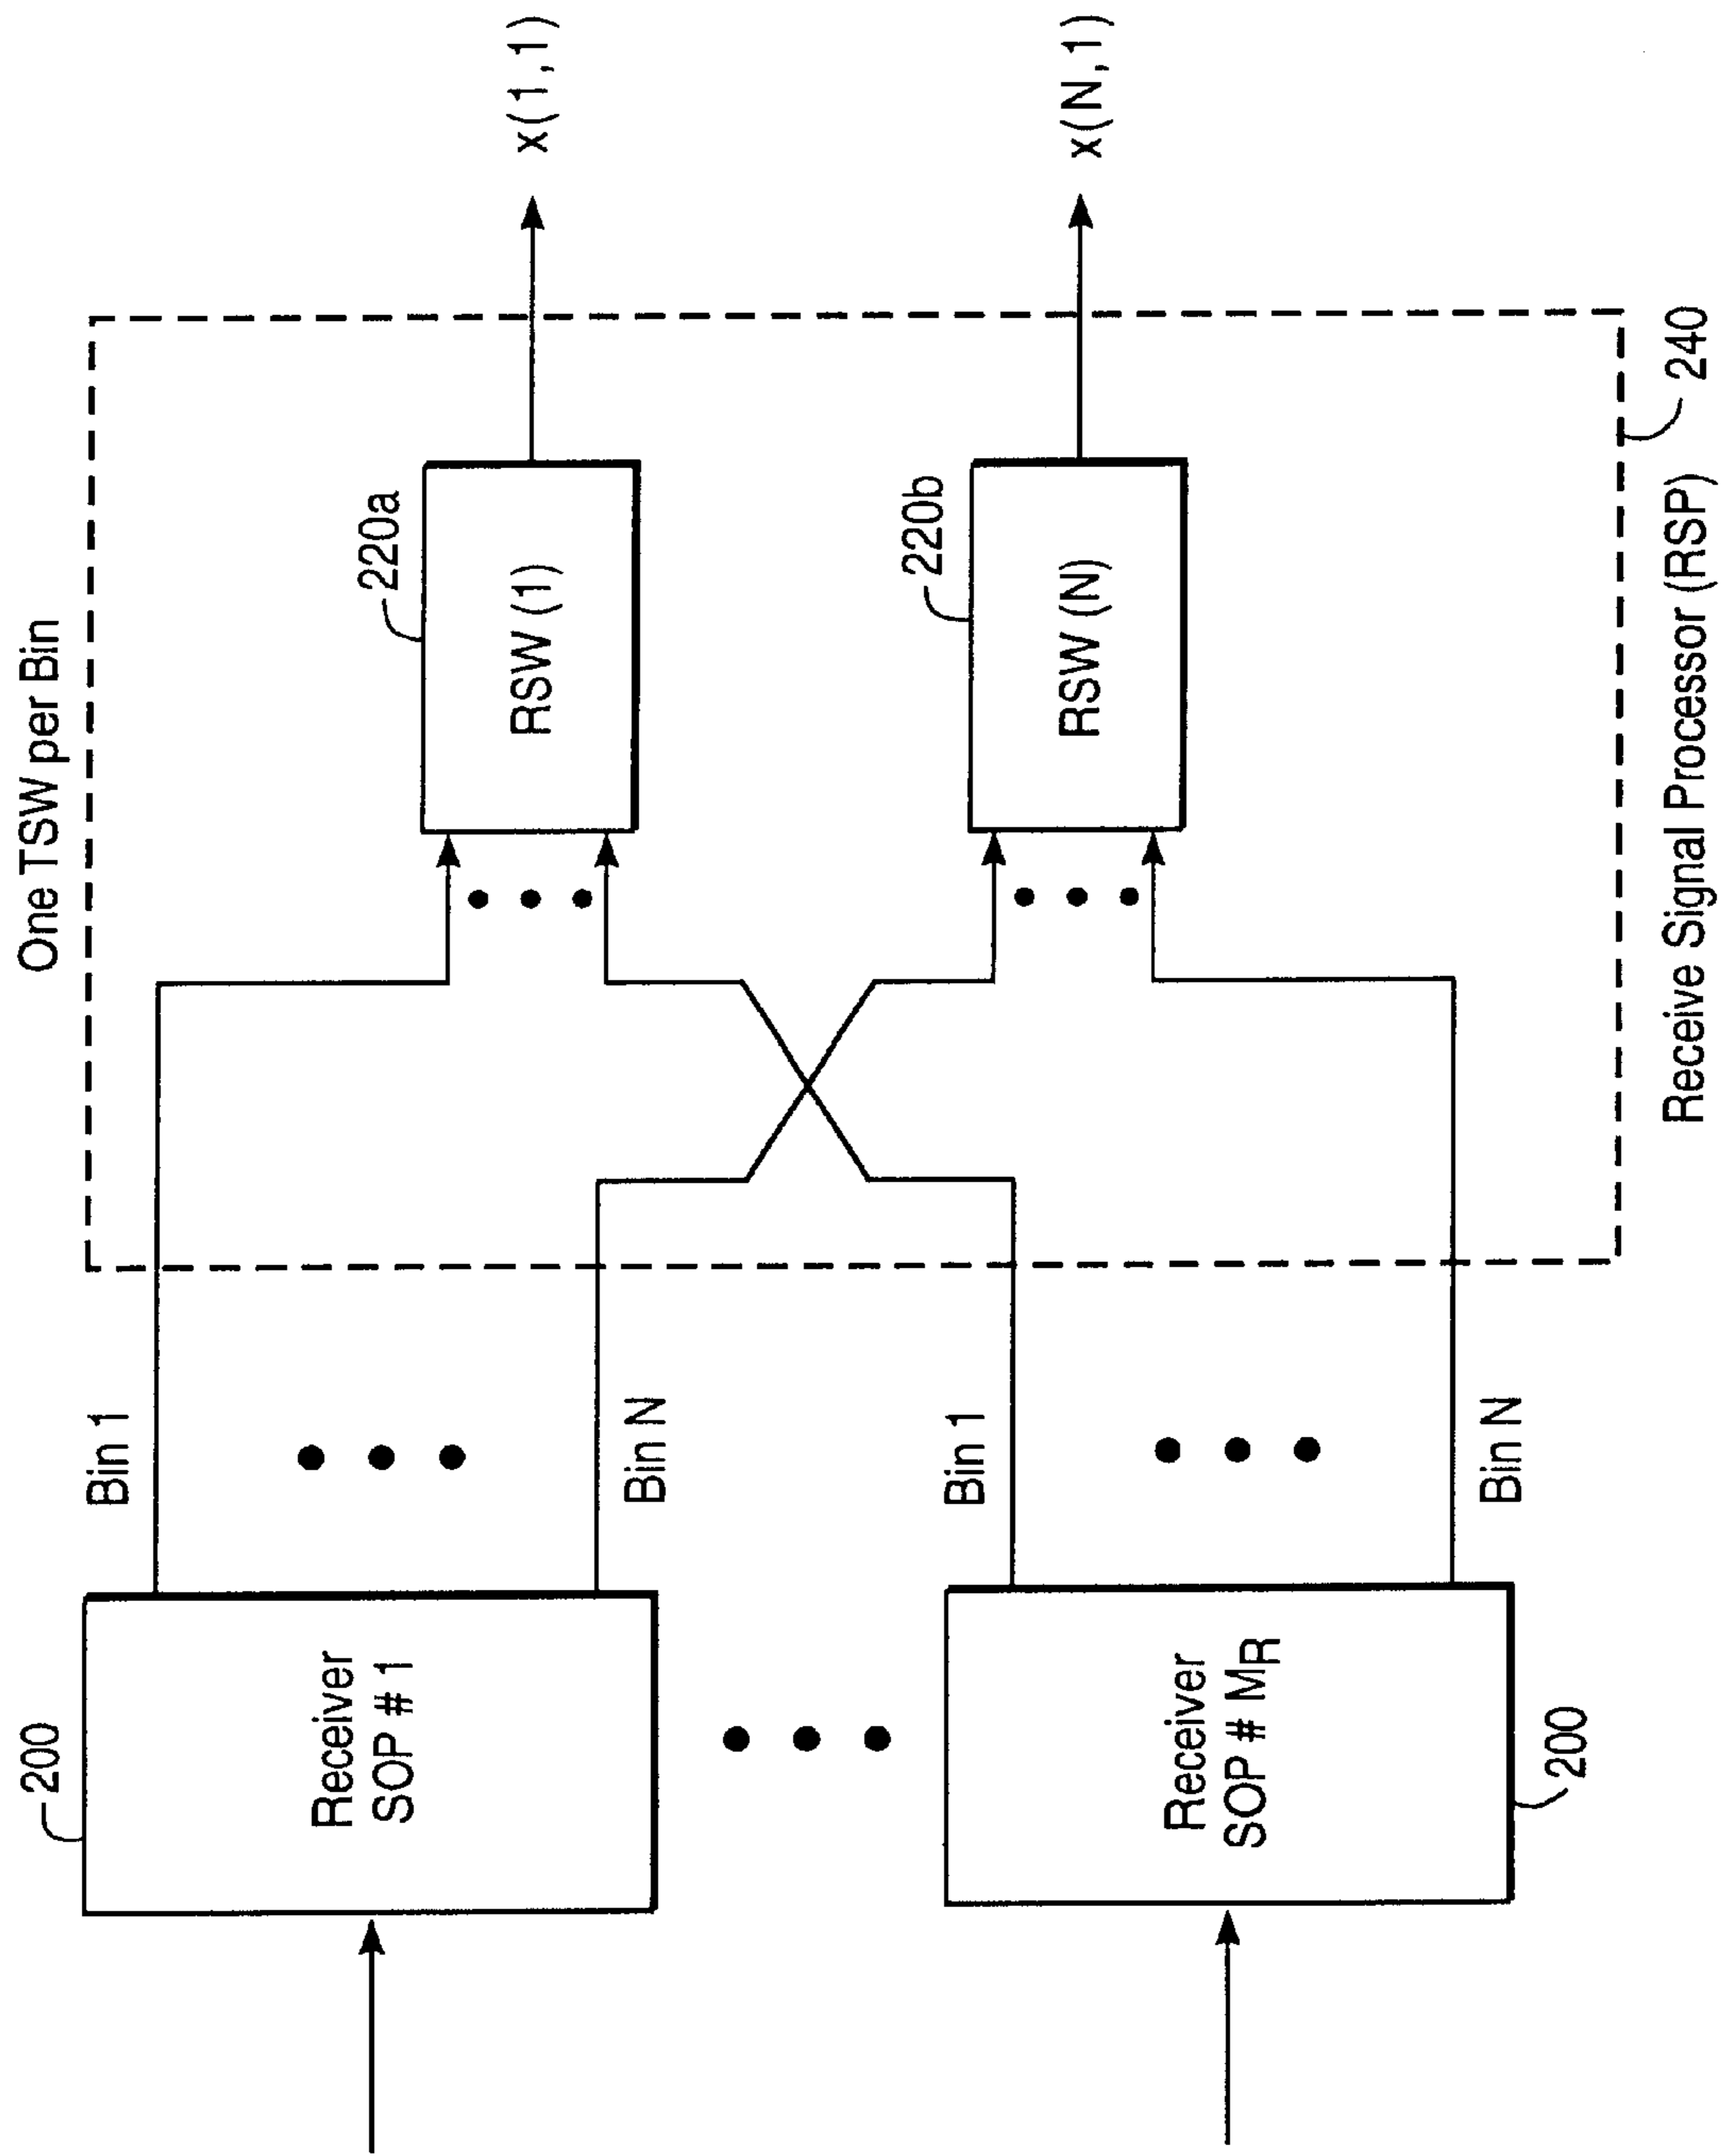 One TSW per Bin
200
Receiver
SOP # 1
Bin 1
Bin N
220a
RSW (1)
x(1,1)
Receiver
SOP # MR
200
Bin 1
Bin N
220b
RSW (N)
x(N,1)
240
Receive Signal Processor (RSP)